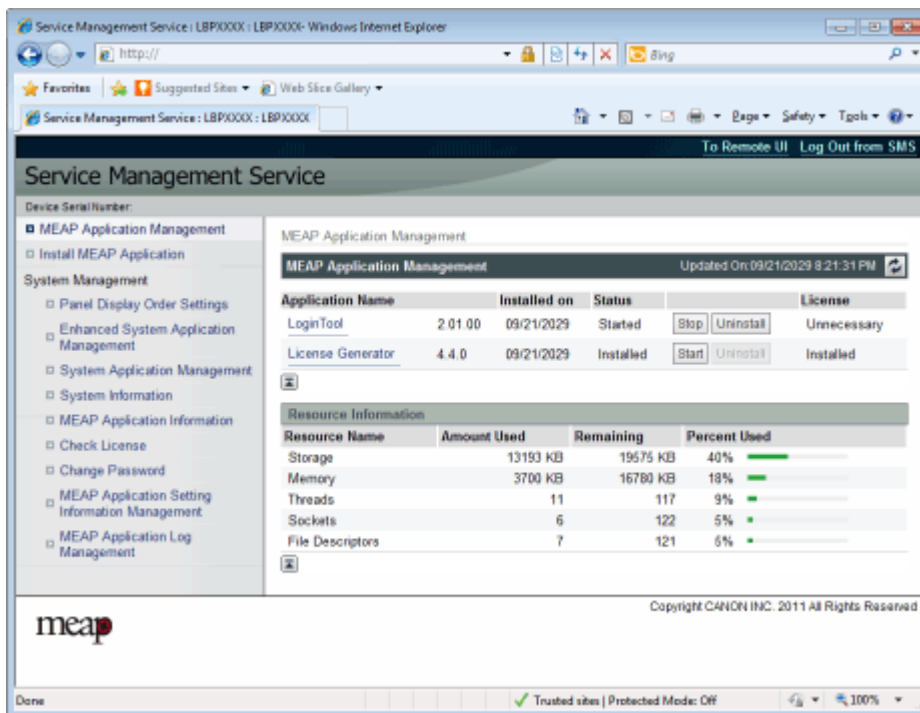 Service Management Service : LBPXXXX : LBPXXXX- Windows Internet Explorer
http://
Bing
Favorites Suggested Sites Web Slice Gallery
Service Management Service : LBPXXXX : LBPXXXX
Page Safety Tools
To Remote UI Log Out from SMS
Service Management Service
Device Serial Number:
MEAP Application Management
Install MEAP Application
System Management
Panel Display Order Settings
Enhanced System Application
Management
System Application Management
System Information
MEAP Application Information
Check License
Change Password
MEAP Application Setting
Information Management
MEAP Application Log
Management
MEAP Application Management
MEAP Application Management Updated On:09/21/2029 8:21:31 PM
Application Name Installed on Status License
LoginTool 2.01.00 09/21/2029 Started Stop Uninstall Unnecessary
License Generator 4.4.0 09/21/2029 Installed Start Uninstall Installed
Resource Information
Resource Name Amount Used Remaining Percent Used
Storage 13193 KB 19575 KB 40%
Memory 3700 KB 16780 KB 18%
Threads 11 117 9%
Sockets 6 122 5%
File Descriptors 7 121 6%
Copyright CANON INC. 2011 All Rights Reserved
meap
Done Trusted sites | Protected Mode: Off 100%